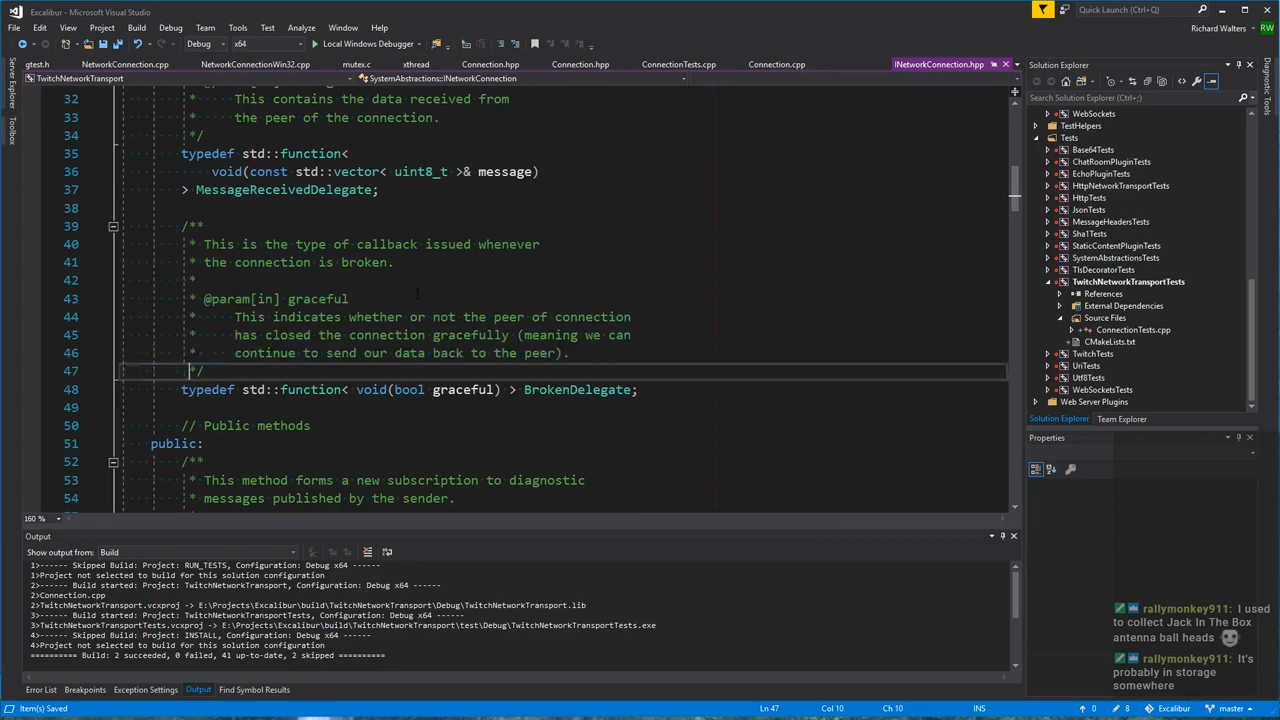 Excalibur - Microsoft Visual Studio
Quick Launch (Ctrl+Q)
File Edit View Project Build Debug Team Tools Test Analyze Window Help
Richard Walters RW
Debug x64 Local Windows Debugger
gtest.h NetworkConnection.cpp NetworkConnectionWin32.cpp mutex.c xthread Connection.hpp Connection.hpp ConnectionTests.cpp Connection.cpp INetworkConnection.hpp
TwitchNetworkTransport SystemAbstractions::INetworkConnection
32 * This contains the data received from
33 * the peer of the connection.
34 */
35 typedef std::function<
36 void(const std::vector< uint8_t >& message)
37 > MessageReceivedDelegate;
38
39 /**
40 * This is the type of callback issued whenever
41 * the connection is broken.
42 *
43 * @param[in] graceful
44 * This indicates whether or not the peer of connection
45 * has closed the connection gracefully (meaning we can
46 * continue to send our data back to the peer).
47 */
48 typedef std::function< void(bool graceful) > BrokenDelegate;
49
50 // Public methods
51 public:
52 /**
53 * This method forms a new subscription to diagnostic
54 * messages published by the sender.
160 %
Server Explorer
Toolbox
Solution Explorer
Search Solution Explorer (Ctrl+;)
WebSockets
TestHelpers
Tests
Base64Tests
ChatRoomPluginTests
EchoPluginTests
HttpNetworkTransportTests
HttpTests
JsonTests
MessageHeadersTests
Sha1Tests
StaticContentPluginTests
SystemAbstractionsTests
TlsDecoratorTests
TwitchNetworkTransportTests
References
External Dependencies
Source Files
ConnectionTests.cpp
CMakeLists.txt
TwitchTests
UriTests
Utf8Tests
WebSocketsTests
Web Server Plugins
Solution Explorer Team Explorer
Properties
Diagnostic Tools
Output
Show output from: Build
1>------ Skipped Build: Project: RUN_TESTS, Configuration: Debug x64 ------
1>Project not selected to build for this solution configuration
2>------ Build started: Project: TwitchNetworkTransport, Configuration: Debug x64 ------
2>Connection.cpp
2>TwitchNetworkTransport.vcxproj -> E:\Projects\Excalibur\build\TwitchNetworkTransport\Debug\TwitchNetworkTransport.lib
3>------ Build started: Project: TwitchNetworkTransportTests, Configuration: Debug x64 ------
3>TwitchNetworkTransportTests.vcxproj -> E:\Projects\Excalibur\build\TwitchNetworkTransport\test\Debug\TwitchNetworkTransportTests.exe
4>------ Skipped Build: Project: INSTALL, Configuration: Debug x64 ------
4>Project not selected to build for this solution configuration
========== Build: 2 succeeded, 0 failed, 41 up-to-date, 2 skipped ==========
rallymonkey911: I used
to collect Jack In The Box
antenna ball heads
rallymonkey911: It's
probably in storage
somewhere
Error List Breakpoints Exception Settings Output Find Symbol Results
Item(s) Saved Ln 47 Col 10 Ch 10 INS 0 8 Excalibur master